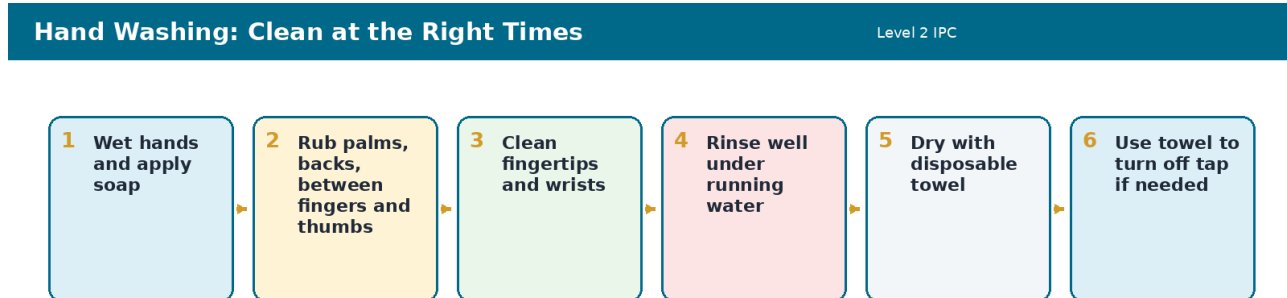 Hand Washing: Clean at the Right Times
Level 2 IPC
1
Wet hands
and apply
soap
2
Rub palms,
backs,
between
fingers and
thumbs
3
Clean
fingertips
and wrists
4
Rinse well
under
running
water
5
Dry with
disposable
towel
6
Use towel to
turn off tap
if needed